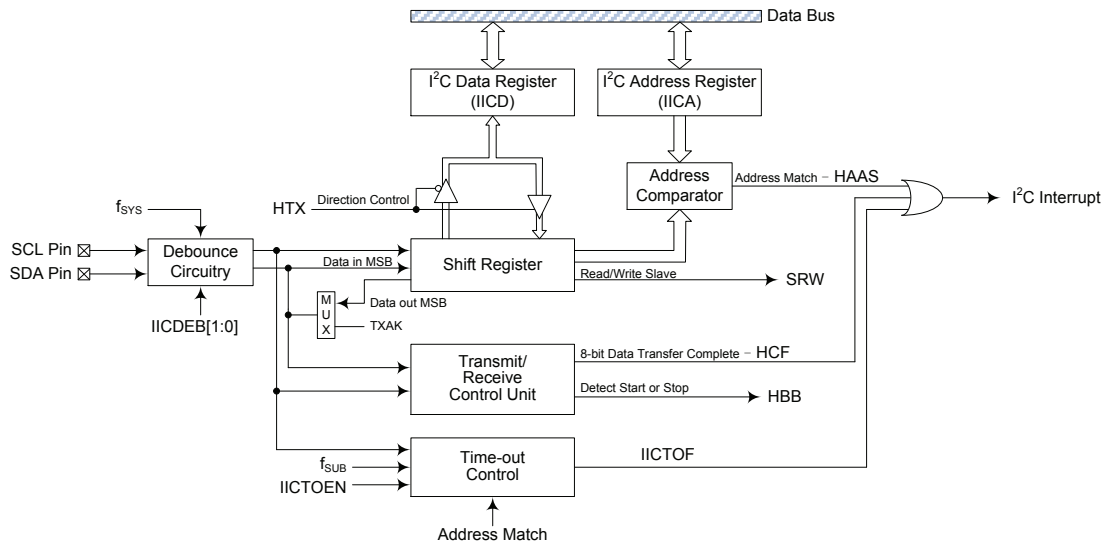 Data Bus
I²C Data Register
(IICD)
I²C Address Register
(IICA)
Address
Comparator
Address Match − HAAS
I²C Interrupt
HTX
Direction Control
fSYS
SCL Pin
SDA Pin
Debounce
Circuitry
IICDEB[1:0]
Data in MSB
Shift Register
Read/Write Slave
SRW
M
U
X
Data out MSB
TXAK
Transmit/
Receive
Control Unit
8-bit Data Transfer Complete − HCF
Detect Start or Stop
HBB
fSUB
IICTOEN
Time-out
Control
IICTOF
Address Match